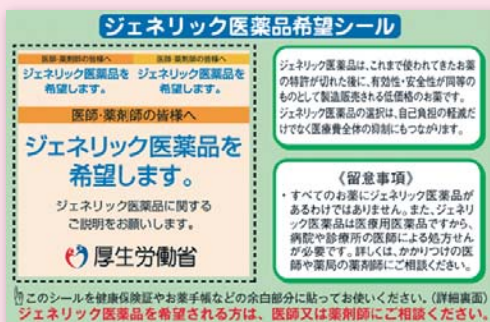 ジェネリック医薬品希望シール
医師・薬剤師の皆様へ
ジェネリック医薬品を
希望します。
医師・薬剤師の皆様へ
ジェネリック医薬品を
希望します。
医師・薬剤師の皆様へ
ジェネリック医薬品を
希望します。
ジェネリック医薬品に関する
ご説明をお願いします。
厚生労働省
ジェネリック医薬品は、これまで使われてきたお薬
の特許が切れた後に、有効性・安全性が同等の
ものとして製造販売される低価格のお薬です。
ジェネリック医薬品の選択は、自己負担の軽減だ
けでなく医療費全体の抑制にもつながります。
《留意事項》
・すべてのお薬にジェネリック医薬品が
あるわけではありません。また、ジェネリ
ック医薬品は医療用医薬品ですから、
病院や診療所の医師による処方せん
が必要です。詳しくは、かかりつけの医
師や薬局の薬剤師にご相談ください。
このシールを健康保険証やお薬手帳などの余白部分に貼ってお使いください。(詳細裏面)
ジェネリック医薬品を希望される方は、医師又は薬剤師にご相談ください。